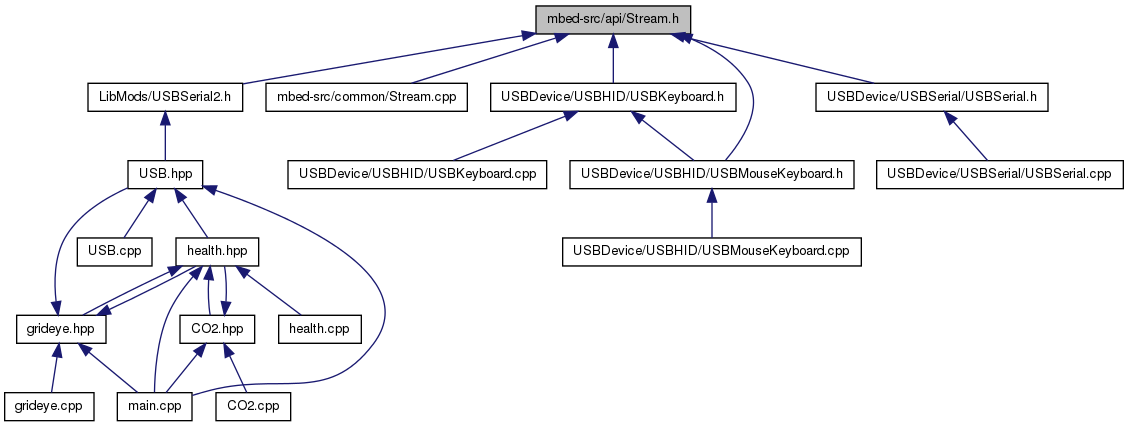 mbed-src/api/Stream.h
LibMods/USBSerial2.h
mbed-src/common/Stream.cpp
USBDevice/USBHID/USBKeyboard.h
USBDevice/USBSerial/USBSerial.h
USB.hpp
USBDevice/USBHID/USBKeyboard.cpp
USBDevice/USBHID/USBMouseKeyboard.h
USBDevice/USBSerial/USBSerial.cpp
USB.cpp
health.hpp
USBDevice/USBHID/USBMouseKeyboard.cpp
grideye.hpp
CO2.hpp
health.cpp
grideye.cpp
main.cpp
CO2.cpp